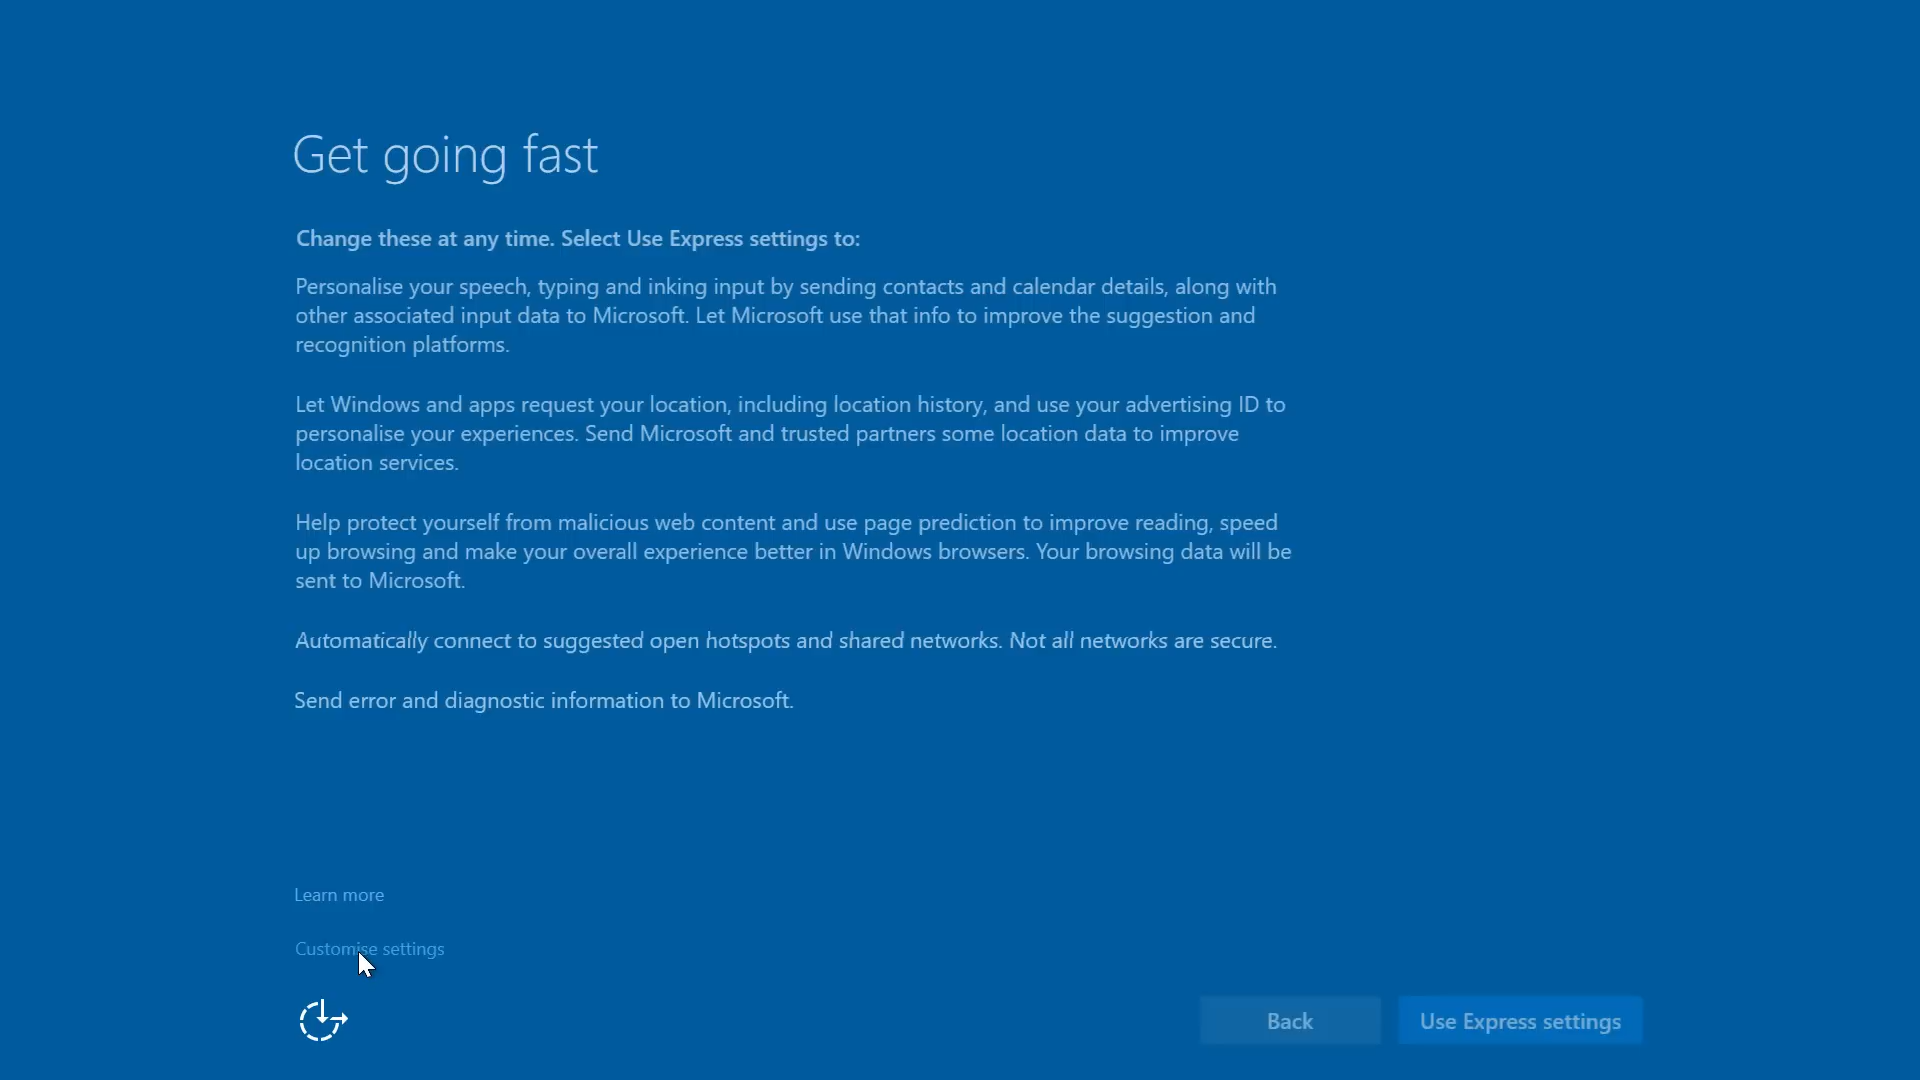 Get going fast
Change these at any time. Select Use Express settings to:
Personalise your speech, typing and inking input by sending contacts and calendar details, along with
other associated input data to Microsoft. Let Microsoft use that info to improve the suggestion and
recognition platforms.
Let Windows and apps request your location, including location history, and use your advertising ID to
personalise your experiences. Send Microsoft and trusted partners some location data to improve
location services.
Help protect yourself from malicious web content and use page prediction to improve reading, speed
up browsing and make your overall experience better in Windows browsers. Your browsing data will be
sent to Microsoft.
Automatically connect to suggested open hotspots and shared networks. Not all networks are secure.
Send error and diagnostic information to Microsoft.
Learn more
Customise settings
Back
Use Express settings